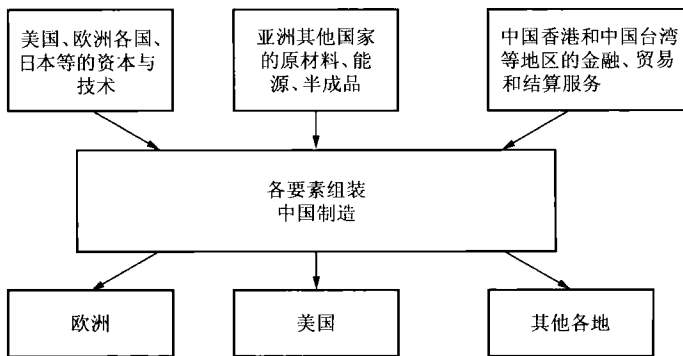 美国、欧洲各国、
日本等的资本与
技术
亚洲其他国家
的原材料、能
源、半成品
中国香港和中国台湾
等地区的金融、贸易
和结算服务
各要素组装
中国制造
欧洲
美国
其他各地